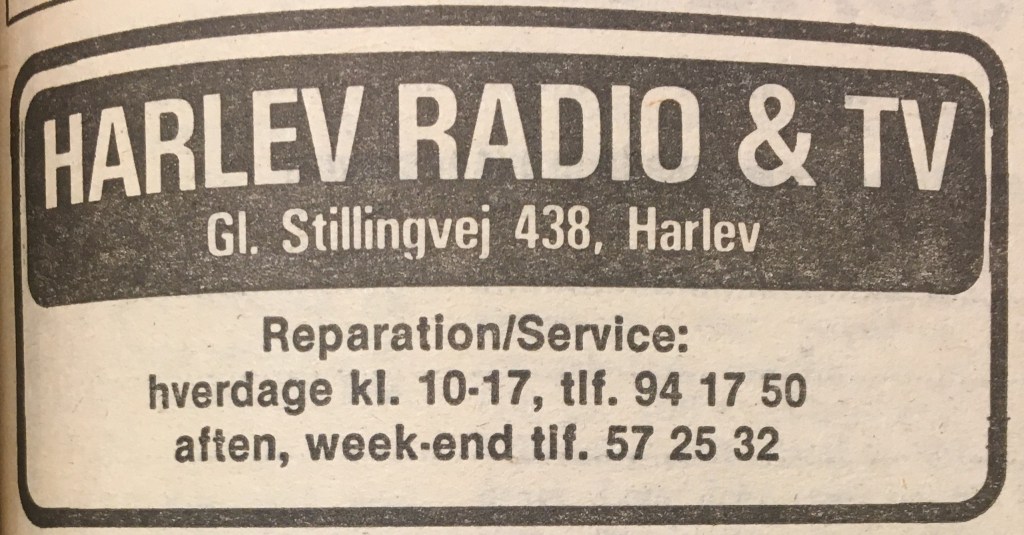 HARLEV RADIO & TV
Gl. Stillingvej 438, Harlev
Reparation/Service:
hverdage kl. 10-17, tlf. 94 17 50
aften, week-end tlf. 57 25 32